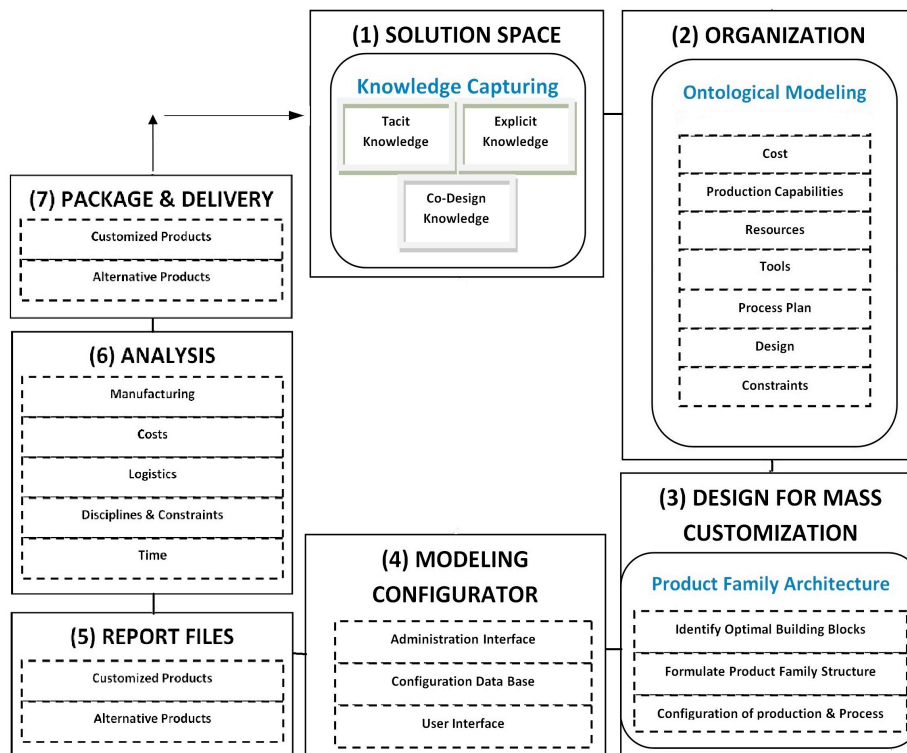 (1) SOLUTION SPACE
Knowledge Capturing
Tacit
Knowledge
Explicit
Knowledge
Co-Design
Knowledge
(2) ORGANIZATION
Ontological Modeling
Cost
Production Capabilities
Resources
Tools
Process Plan
Design
Constraints
(3) DESIGN FOR MASS
CUSTOMIZATION
Product Family Architecture
Identify Optimal Building Blocks
Formulate Product Family Structure
Configuration of production & Process
(4) MODELING
CONFIGURATOR
Administration Interface
Configuration Data Base
User Interface
(5) REPORT FILES
Customized Products
Alternative Products
(6) ANALYSIS
Manufacturing
Costs
Logistics
Disciplines & Constraints
Time
(7) PACKAGE & DELIVERY
Customized Products
Alternative Products